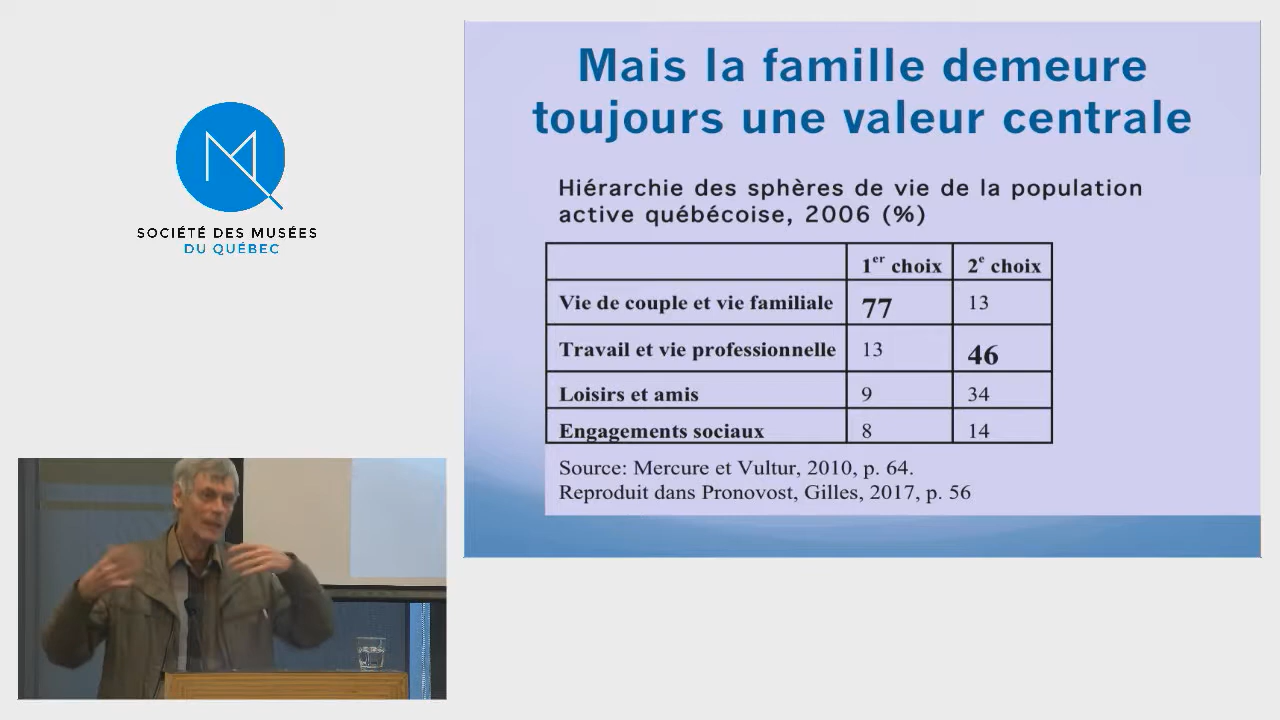 SOCIÉTÉ DES MUSÉES
DU QUÉBEC
Mais la famille demeure
toujours une valeur centrale
Hiérarchie des sphères de vie de la population
active québécoise, 2006 (%)
1er choix 2e choix
Vie de couple et vie familiale 77 13
Travail et vie professionnelle 13 46
Loisirs et amis 9 34
Engagements sociaux 8 14
Source: Mercure et Vultur, 2010, p. 64.
Reproduit dans Pronovost, Gilles, 2017, p. 56